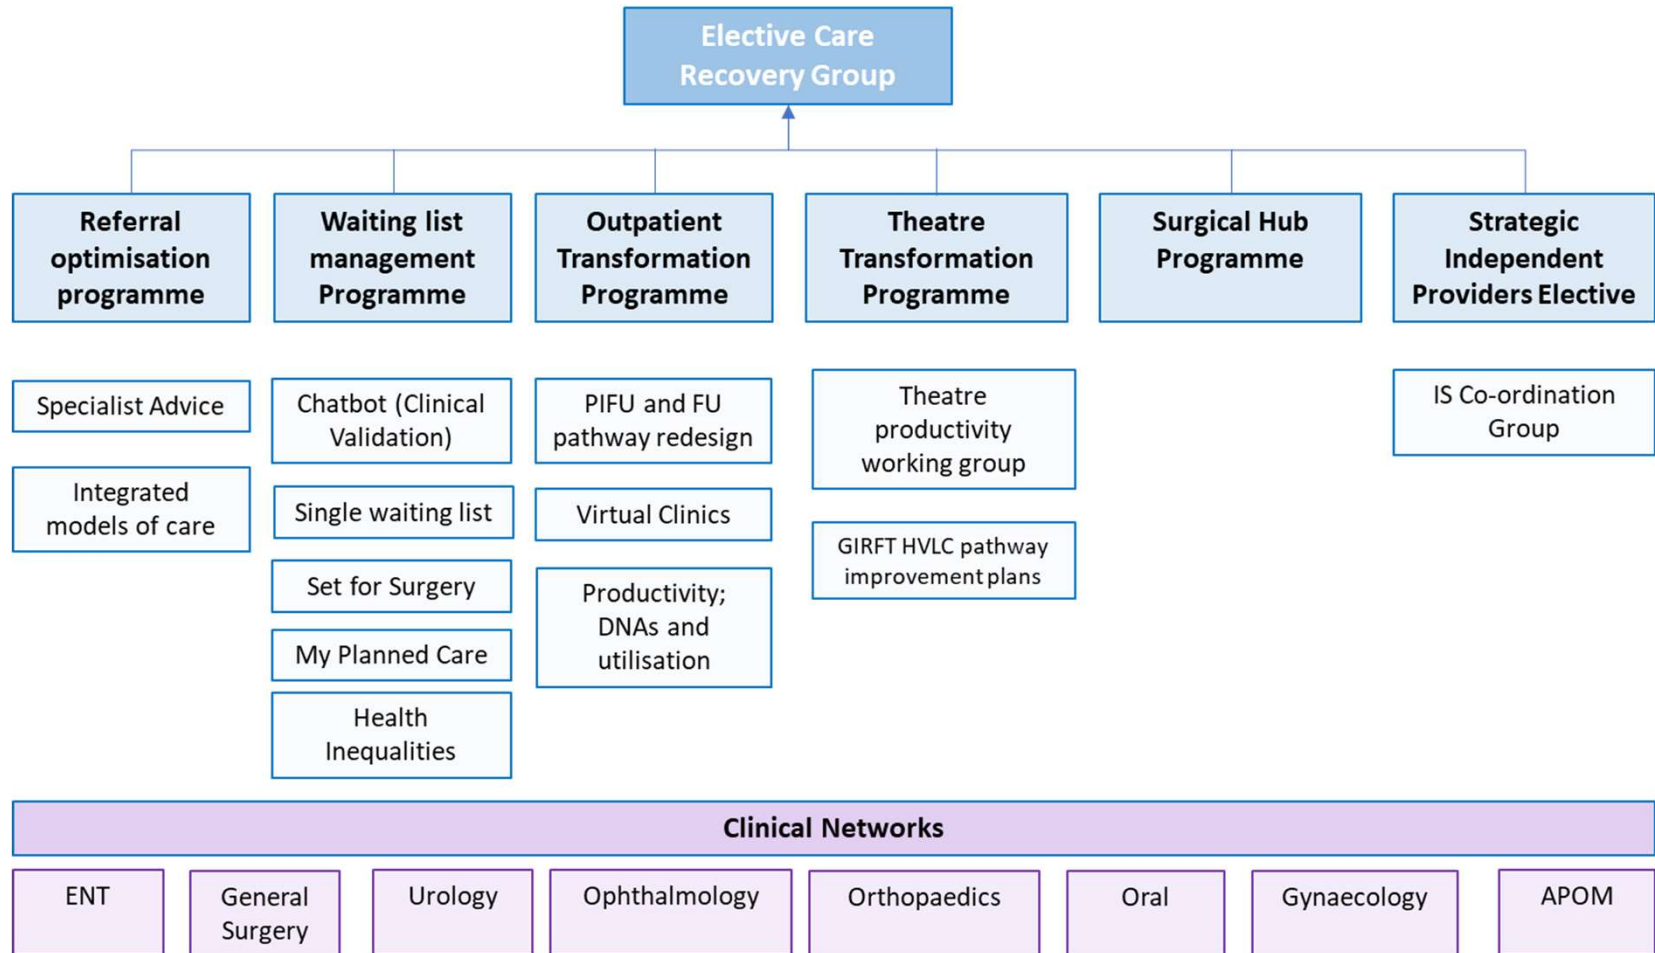 Elective Care
Recovery Group
Referral
optimisation
programme
Waiting list
management
Programme
Outpatient
Transformation
Programme
Theatre
Transformation
Programme
Surgical Hub
Programme
Strategic
Independent
Providers Elective
Specialist Advice
Integrated
models of care
Chatbot (Clinical
Validation)
Single waiting list
Set for Surgery
My Planned Care
Health
Inequalities
PIFU and FU
pathway redesign
Virtual Clinics
Productivity;
DNAs and
utilisation
Theatre
productivity
working group
GIRFT HVLC pathway
improvement plans
IS Co-ordination
Group
Clinical Networks
ENT
General
Surgery
Urology
Ophthalmology
Orthopaedics
Oral
Gynaecology
APOM